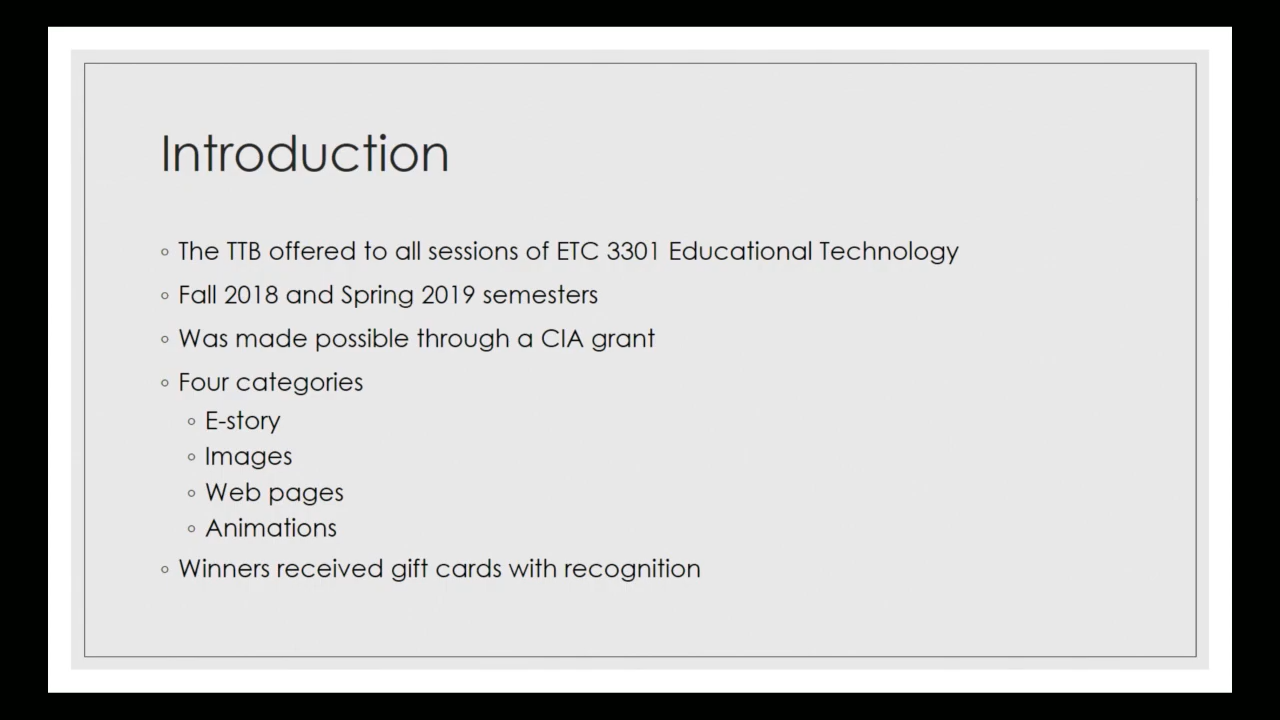 Introduction
◦ The TTB offered to all sessions of ETC 3301 Educational Technology
◦ Fall 2018 and Spring 2019 semesters
◦ Was made possible through a CIA grant
◦ Four categories
◦ E-story
◦ Images
◦ Web pages
◦ Animations
◦ Winners received gift cards with recognition